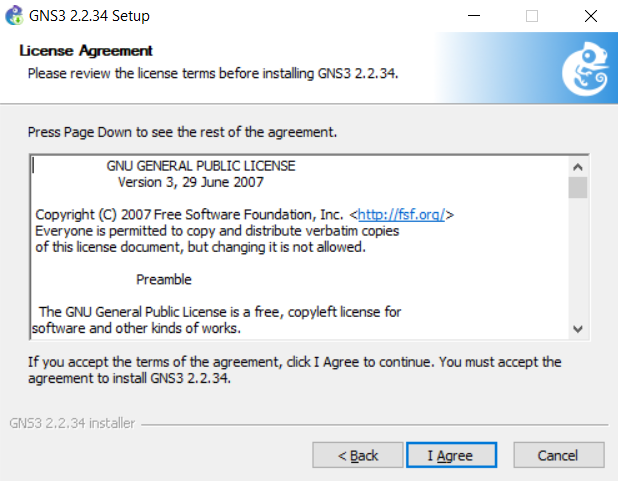 GNS3 2.2.34 Setup
License Agreement
Please review the license terms before installing GNS3 2.2.34.
Press Page Down to see the rest of the agreement.
GNU GENERAL PUBLIC LICENSE
Version 3, 29 June 2007
Copyright (C) 2007 Free Software Foundation, Inc. <http://fsf.org/>
Everyone is permitted to copy and distribute verbatim copies
of this license document, but changing it is not allowed.
Preamble
The GNU General Public License is a free, copyleft license for
software and other kinds of works.
If you accept the terms of the agreement, click I Agree to continue. You must accept the
agreement to install GNS3 2.2.34.
GNS3 2.2.34 installer
< Back I Agree Cancel